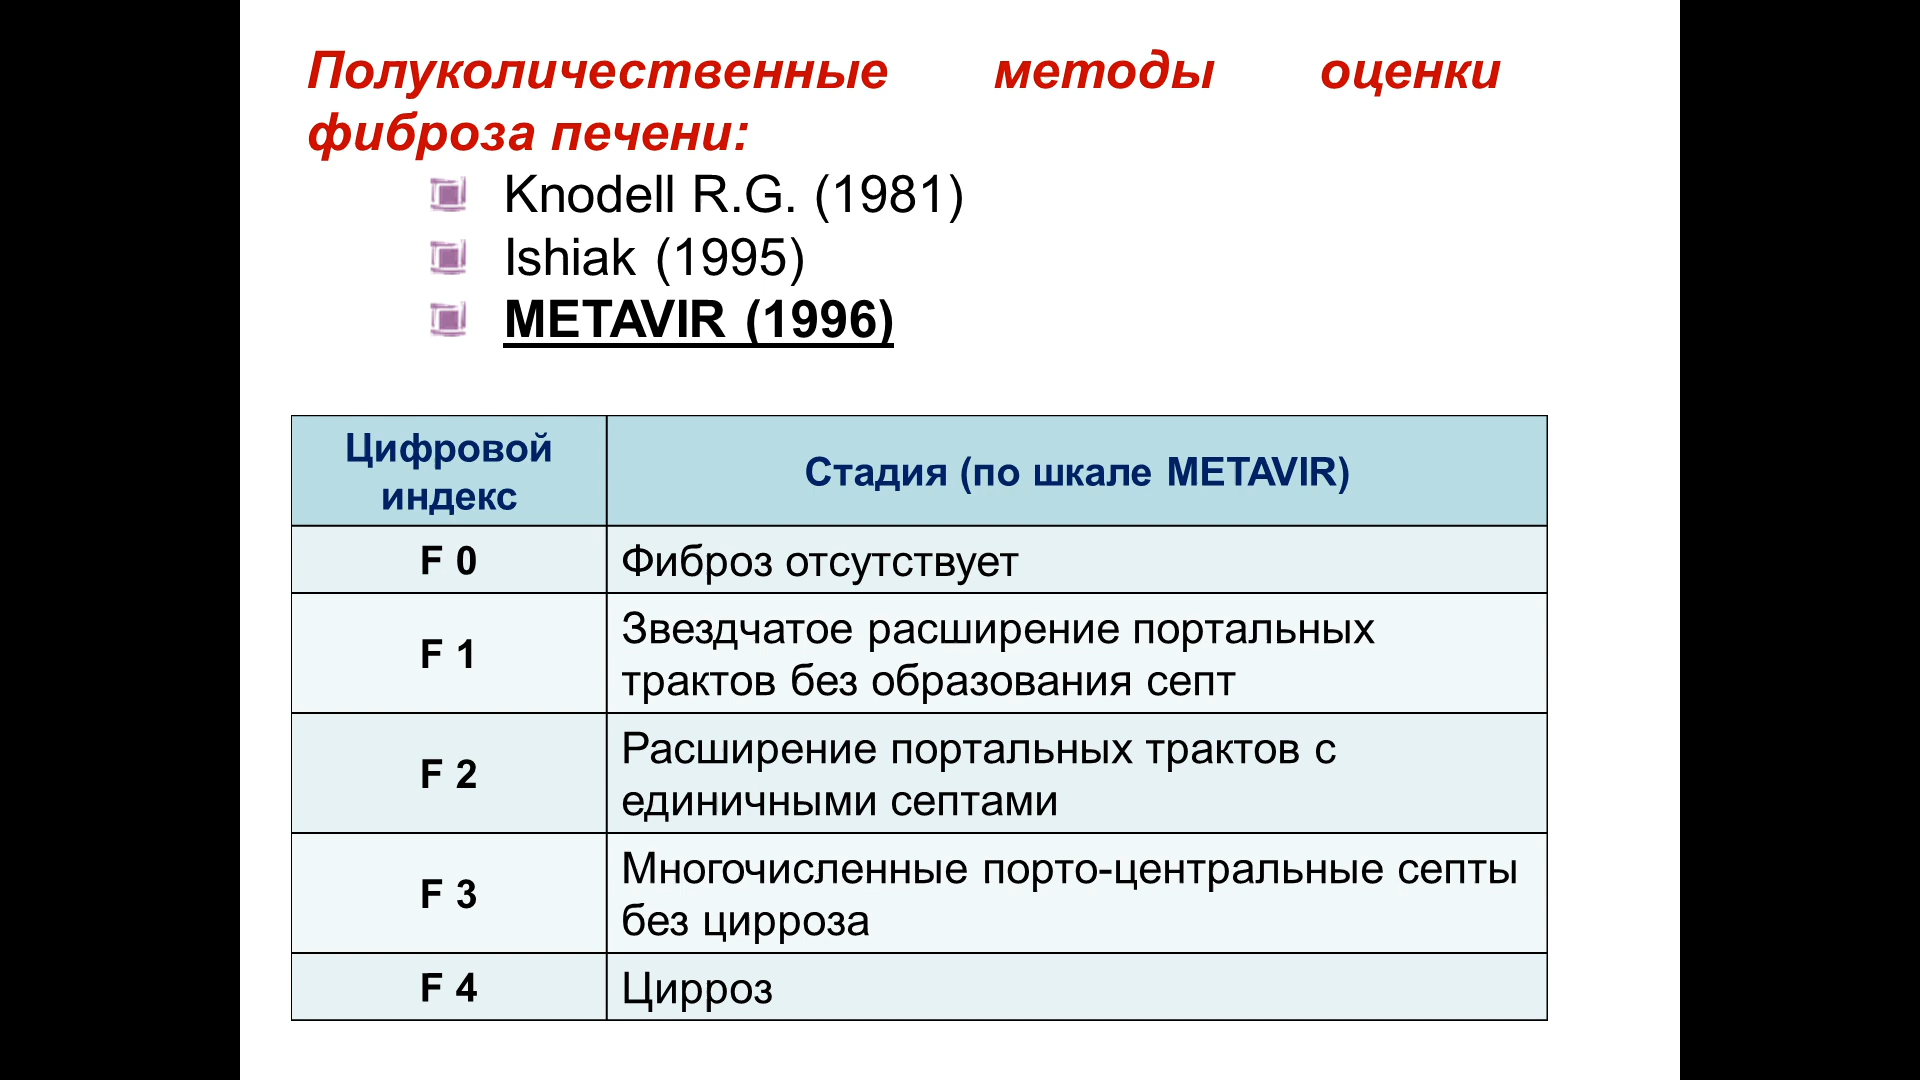 Полуколичественные методы оценки
фиброза печени:
Knodell R.G. (1981)
Ishiak (1995)
METAVIR (1996)
Цифровой
индекс
Стадия (по шкале METAVIR)
F 0
Фиброз отсутствует
F 1
Звездчатое расширение портальных
трактов без образования септ
F 2
Расширение портальных трактов с
единичными септами
F 3
Многочисленные порто-центральные септы
без цирроза
F 4
Цирроз